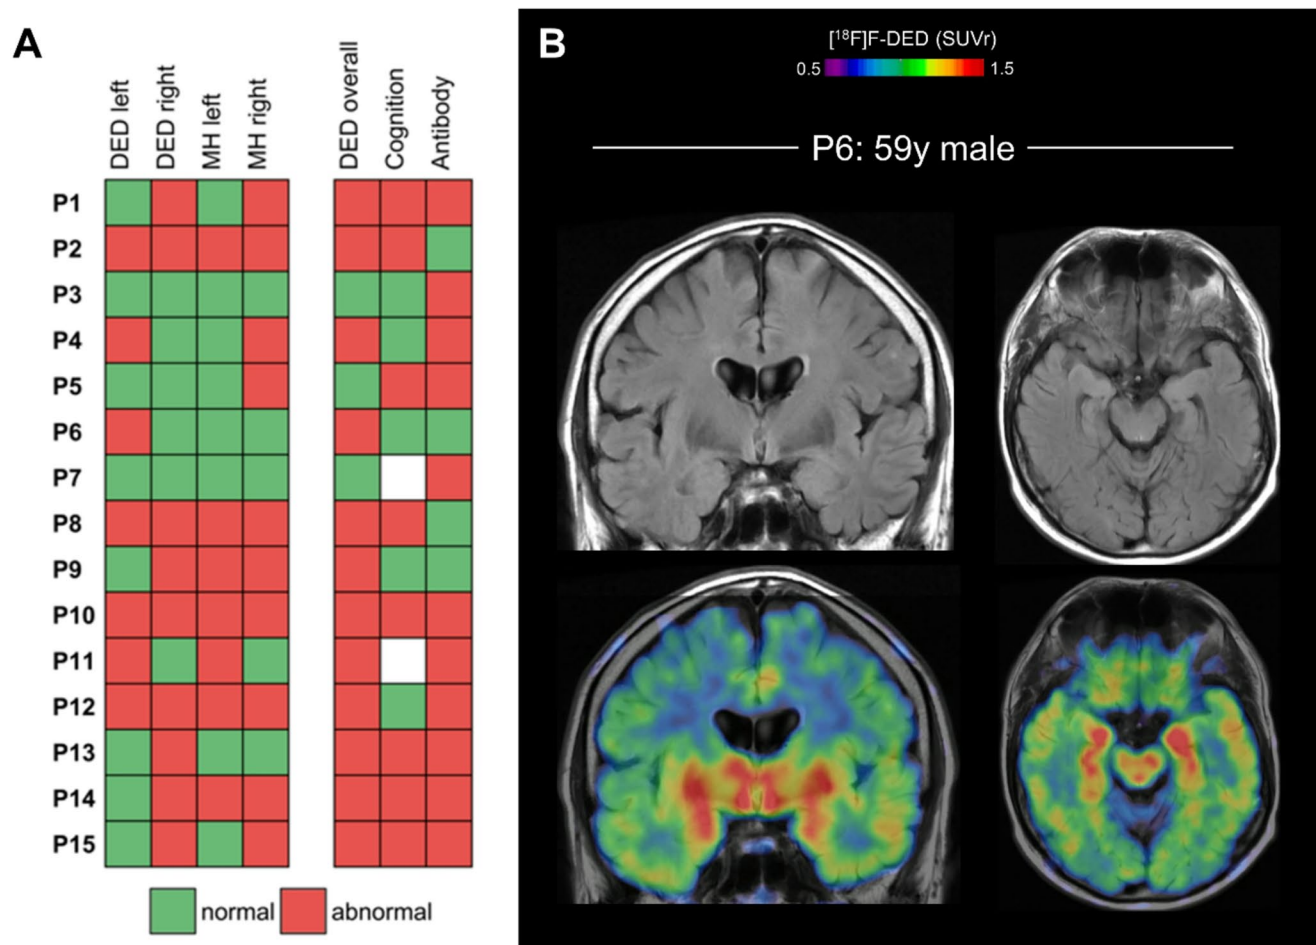 A
DED left
DED right
MH left
MH right
DED overall
Cognition
Antibody
P1
P2
P3
P4
P5
P6
P7
P8
P9
P10
P11
P12
P13
P14
P15
normal
abnormal
B
[¹⁸F]F-DED (SUVr)
0.5
1.5
P6: 59y male